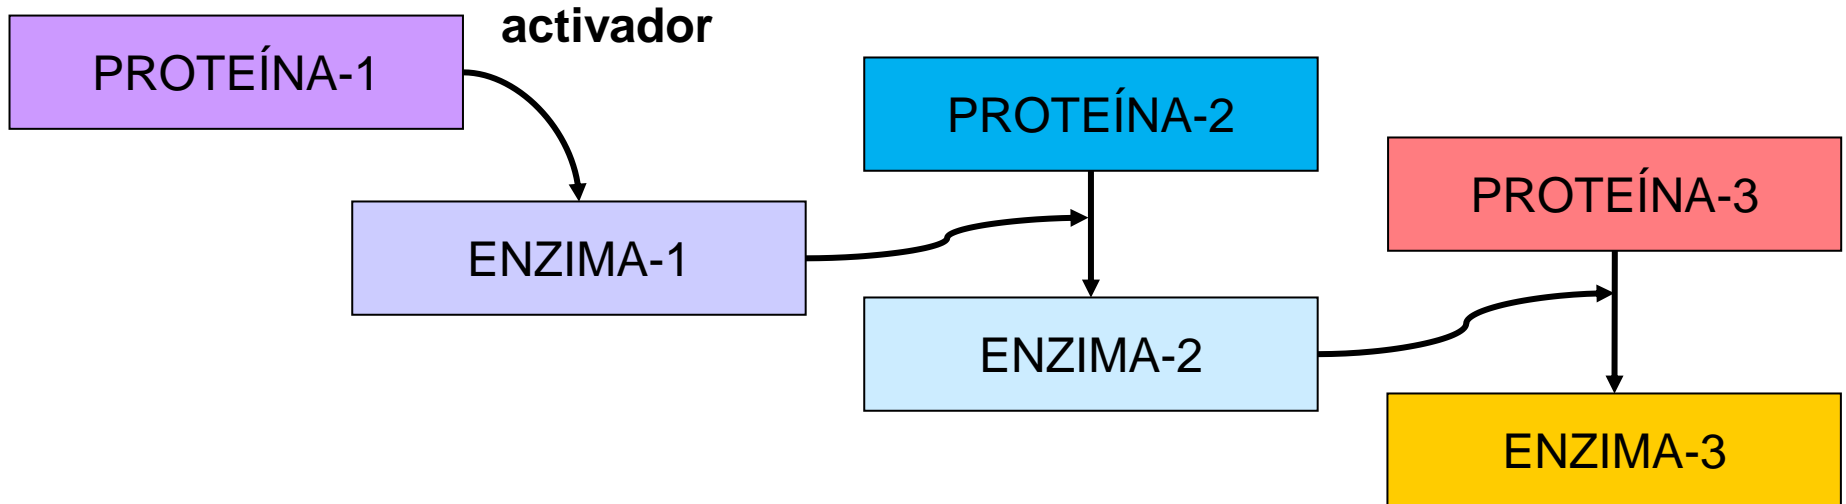 activador
PROTEÍNA-1
PROTEÍNA-2
PROTEÍNA-3
ENZIMA-1
ENZIMA-2
ENZIMA-3